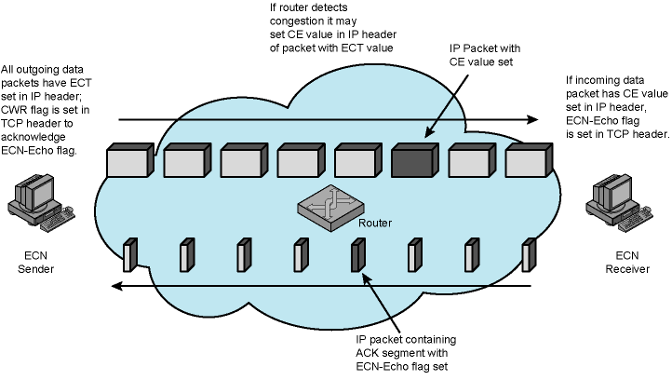 If router detects
congestion it may
set CE value in IP header
of packet with ECT value
IP Packet with
CE value set
All outgoing data
packets have ECT
set in IP header;
CWR flag is set in
TCP header to
acknowledge
ECN-Echo flag.
If incoming data
packet has CE value
set in IP header,
ECN-Echo flag
is set in TCP header.
Router
ECN
Sender
ECN
Receiver
IP packet containing
ACK segment with
ECN-Echo flag set